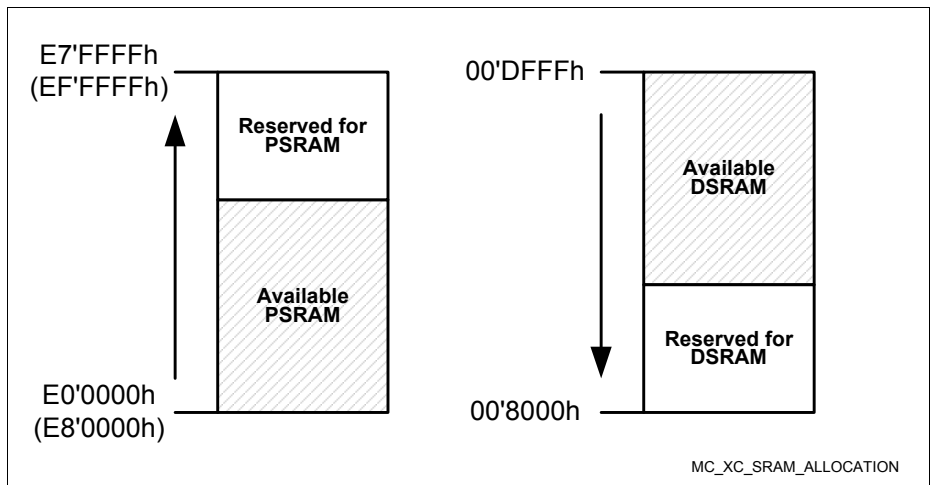 E7'FFFFh
(EF'FFFFh)
Reserved for
PSRAM
Available
PSRAM
E0'0000h
(E8'0000h)
00'DFFFh
Available
DSRAM
Reserved for
DSRAM
00'8000h
MC_XC_SRAM_ALLOCATION